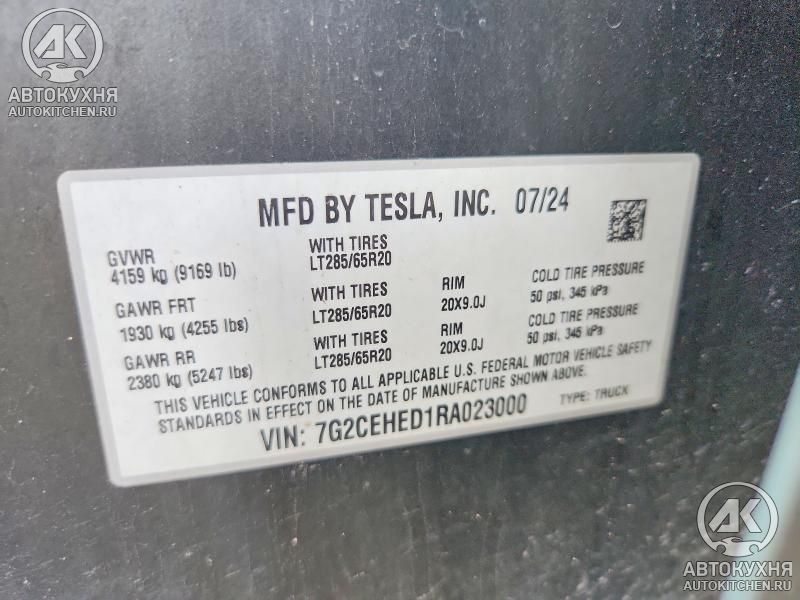 AK
АВТОКУХНЯ
AUTOKITCHEN.RU
MFD BY TESLA, INC. 07/24
GVWR
4159 kg (9169 lb)
WITH TIRES
LT285/65R20
GAWR FRT
1930 kg (4255 lbs)
WITH TIRES
LT285/65R20
RIM
20X9.0J
COLD TIRE PRESSURE
50 psi, 345 kPa
GAWR RR
2380 kg (5247 lbs)
WITH TIRES
LT285/65R20
RIM
20X9.0J
COLD TIRE PRESSURE
50 psi, 345 kPa
THIS VEHICLE CONFORMS TO ALL APPLICABLE U.S. FEDERAL MOTOR VEHICLE SAFETY
STANDARDS IN EFFECT ON THE DATE OF MANUFACTURE SHOWN ABOVE.
VIN: 7G2CEHED1RA023000
TYPE: TRUCK
AK
АВТОКУХНЯ
AUTOKITCHEN.RU